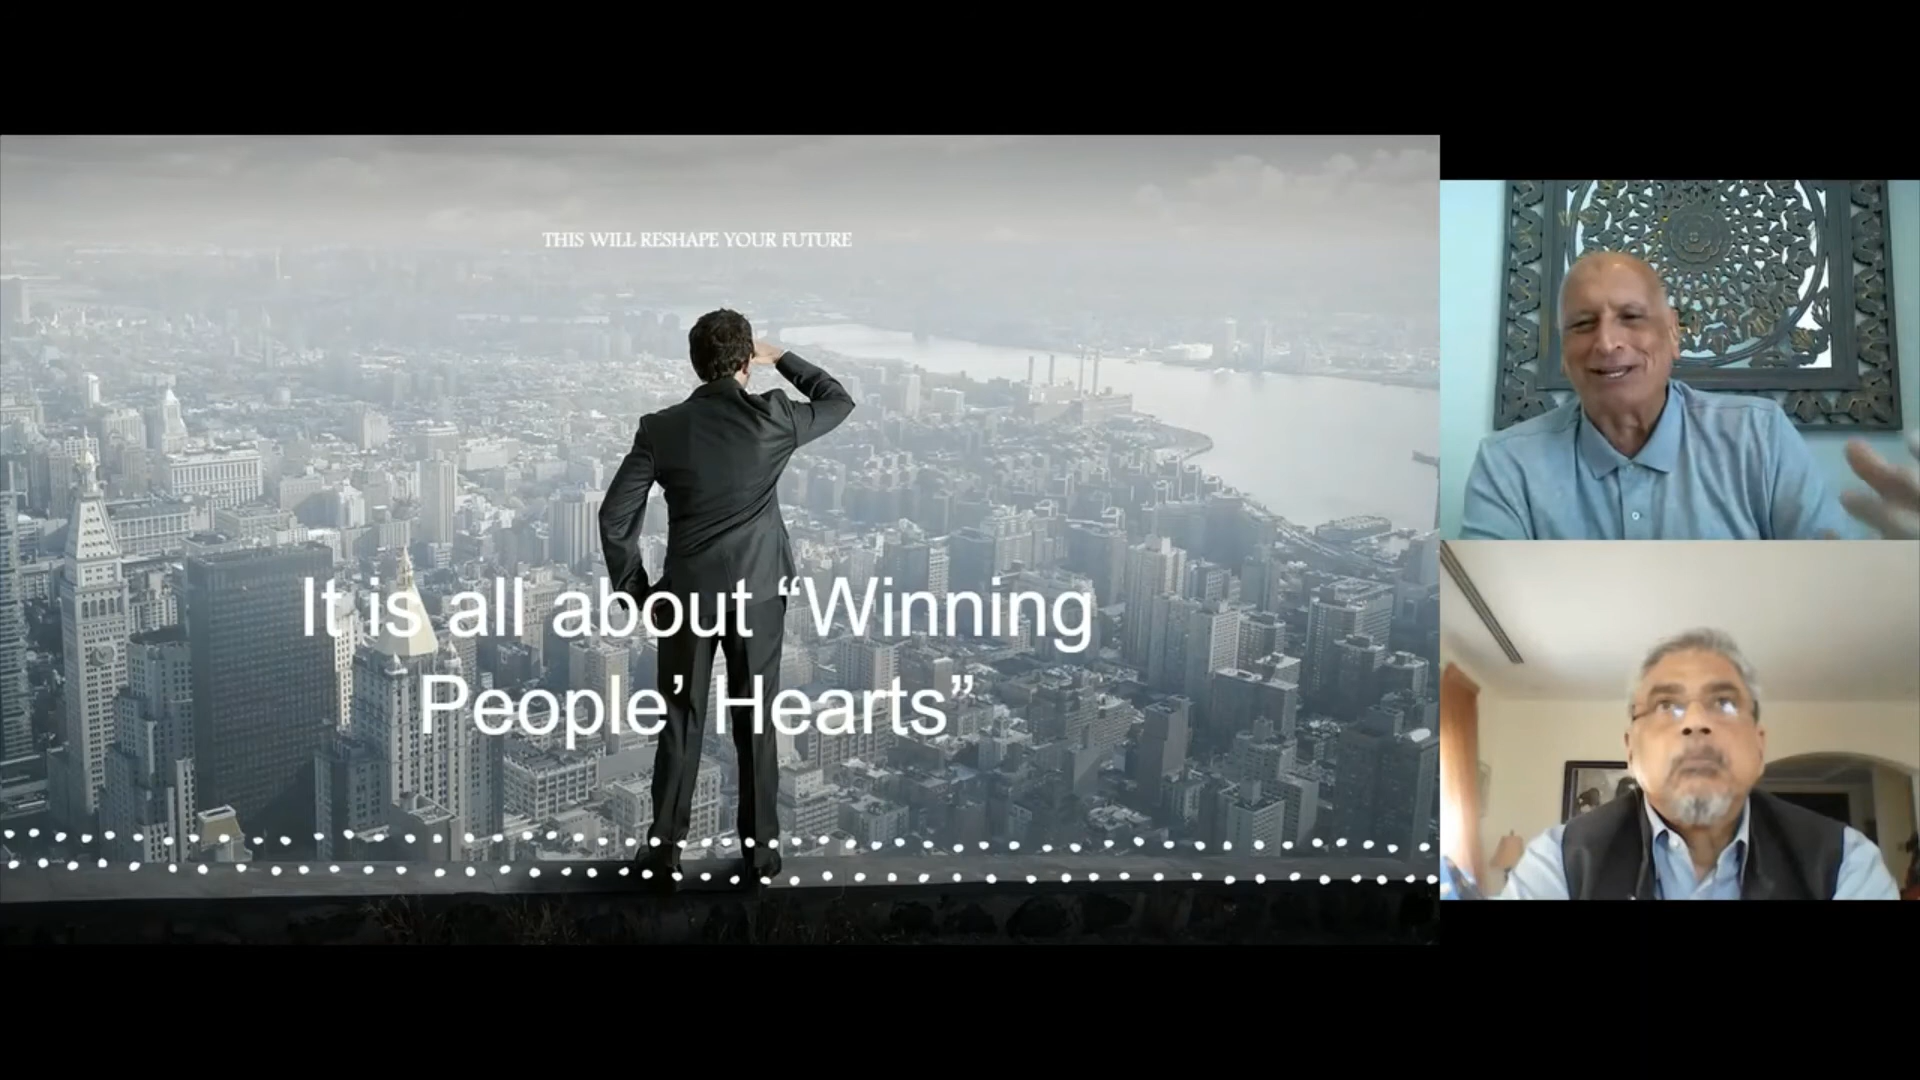 THIS WILL RESHAPE YOUR FUTURE
It is all about “Winning
People’ Hearts”